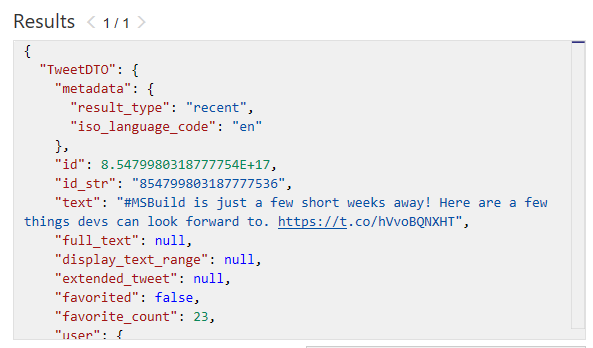 Results < 1 / 1 >
{
"TweetDTO": {
"metadata": {
"result_type": "recent",
"iso_language_code": "en"
},
"id": 8.5479980318777754E+17,
"id_str": "854799803187777536",
"text": "#MSBuild is just a few short weeks away! Here are a few
things devs can look forward to. https://t.co/hVvoBQNXHT",
"full_text": null,
"display_text_range": null,
"extended_tweet": null,
"favorited": false,
"favorite_count": 23,
"user": {